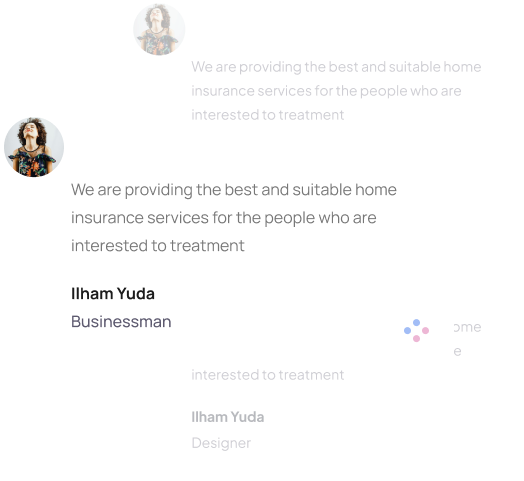 We are providing the best and suitable home
insurance services for the people who are
interested to treatment
We are providing the best and suitable home
insurance services for the people who are
interested to treatment
Ilham Yuda
Businessman
interested to treatment
Ilham Yuda
Designer